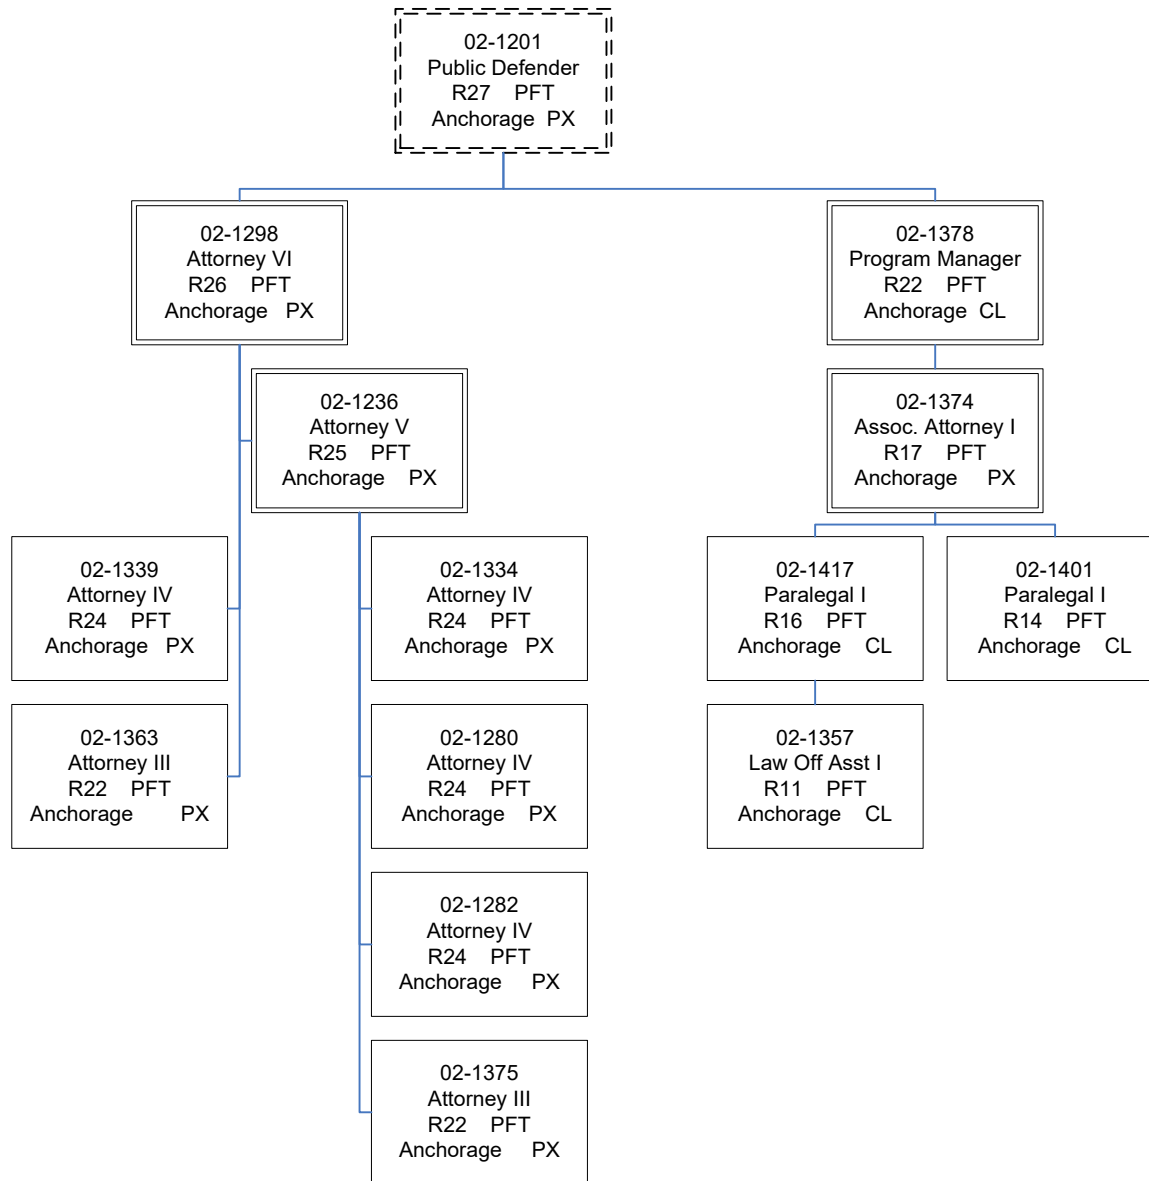 02-1201
Public Defender
R27 PFT
Anchorage PX
02-1298
Attorney VI
R26 PFT
Anchorage PX
02-1378
Program Manager
R22 PFT
Anchorage CL
02-1236
Attorney V
R25 PFT
Anchorage PX
02-1374
Assoc. Attorney I
R17 PFT
Anchorage PX
02-1339
Attorney IV
R24 PFT
Anchorage PX
02-1334
Attorney IV
R24 PFT
Anchorage PX
02-1417
Paralegal I
R16 PFT
Anchorage CL
02-1401
Paralegal I
R14 PFT
Anchorage CL
02-1363
Attorney III
R22 PFT
Anchorage PX
02-1280
Attorney IV
R24 PFT
Anchorage PX
02-1357
Law Off Asst I
R11 PFT
Anchorage CL
02-1282
Attorney IV
R24 PFT
Anchorage PX
02-1375
Attorney III
R22 PFT
Anchorage PX